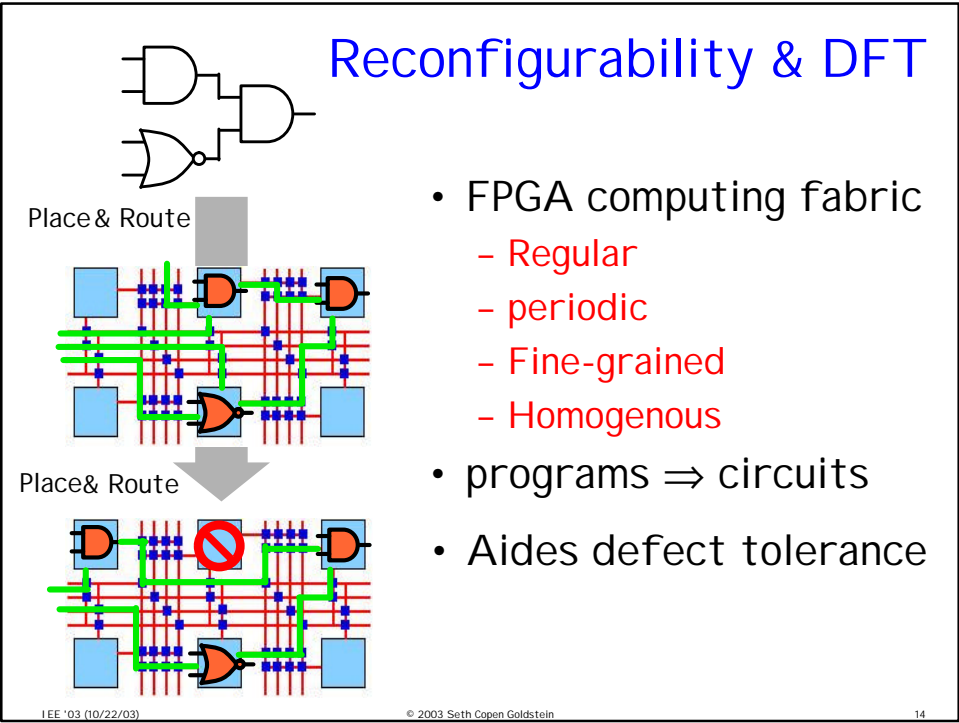 Reconfigurability & DFT
Place & Route
• FPGA computing fabric
– Regular
– periodic
– Fine-grained
– Homogenous
• programs ⇒ circuits
Place& Route
• Aides defect tolerance
IEE '03 (10/22/03)
© 2003 Seth Copen Goldstein
14